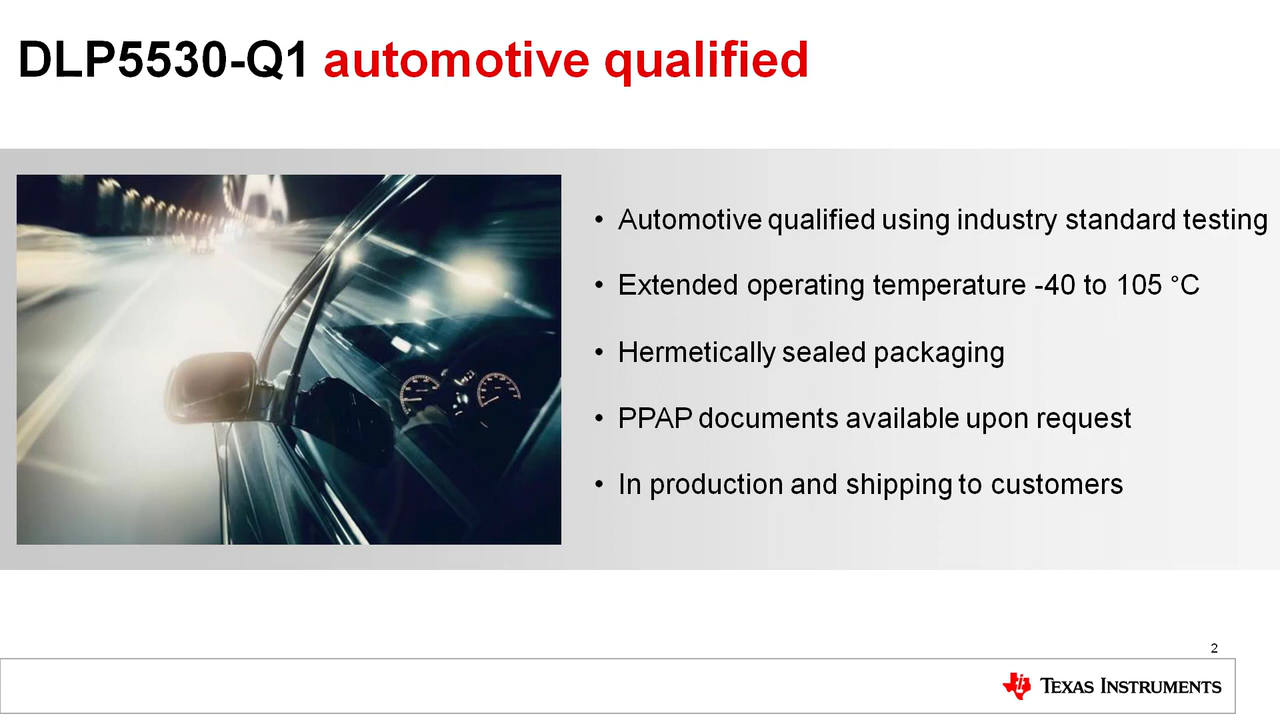 DLP5530-Q1 automotive qualified
• Automotive qualified using industry standard testing
• Extended operating temperature -40 to 105 °C
• Hermetically sealed packaging
• PPAP documents available upon request
• In production and shipping to customers
2
TEXAS INSTRUMENTS